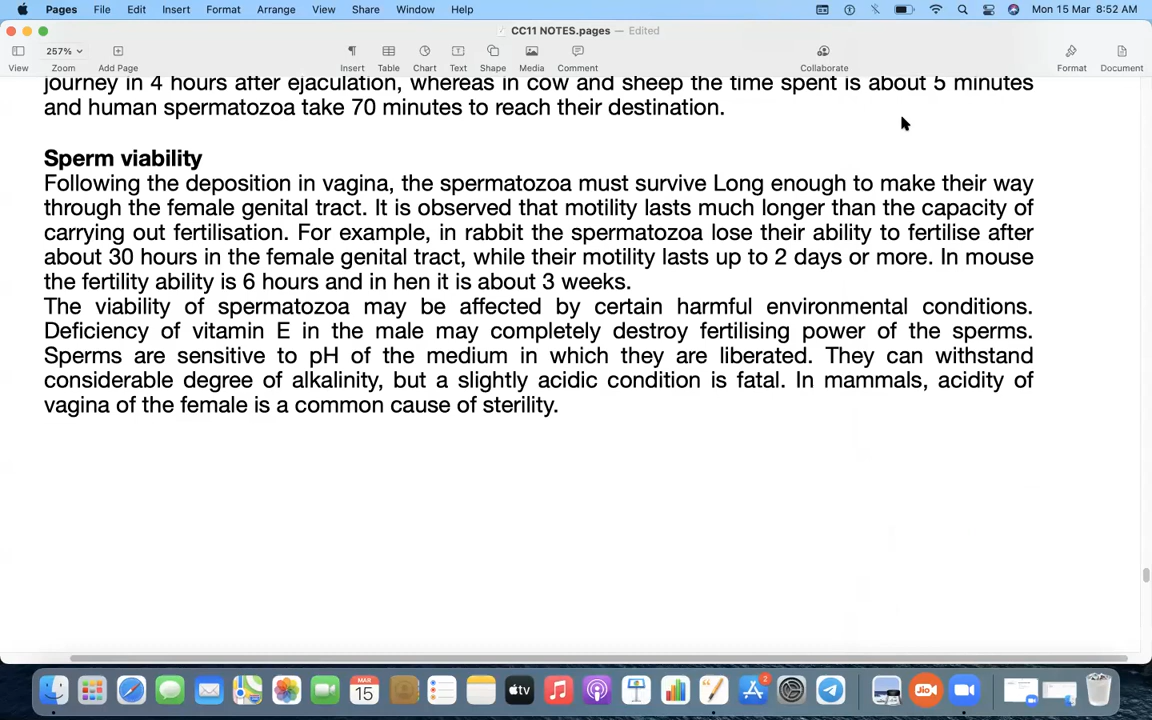 Pages File Edit Insert Format Arrange View Share Window Help Mon 15 Mar 8:52 AM
CC11 NOTES.pages — Edited
257%
View Zoom Add Page Insert Table Chart Text Shape Media Comment Collaborate Format Document
journey in 4 hours after ejaculation, whereas in cow and sheep the time spent is about 5 minutes
and human spermatozoa take 70 minutes to reach their destination.
Sperm viability
Following the deposition in vagina, the spermatozoa must survive Long enough to make their way
through the female genital tract. It is observed that motility lasts much longer than the capacity of
carrying out fertilisation. For example, in rabbit the spermatozoa lose their ability to fertilise after
about 30 hours in the female genital tract, while their motility lasts up to 2 days or more. In mouse
the fertility ability is 6 hours and in hen it is about 3 weeks.
The viability of spermatozoa may be affected by certain harmful environmental conditions.
Deficiency of vitamin E in the male may completely destroy fertilising power of the sperms.
Sperms are sensitive to pH of the medium in which they are liberated. They can withstand
considerable degree of alkalinity, but a slightly acidic condition is fatal. In mammals, acidity of
vagina of the female is a common cause of sterility.
MAR
15
tv
2
Jio